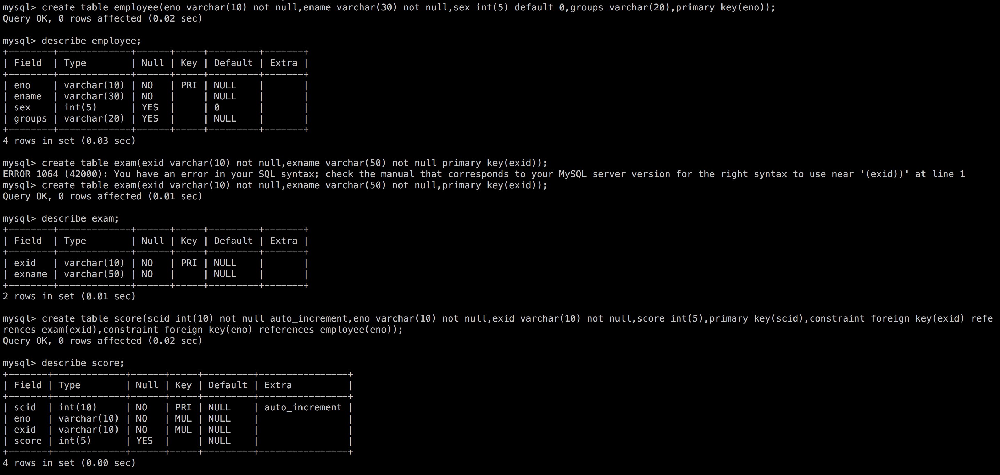 mysql> create table employee(eno varchar(10) not null,ename varchar(30) not null,sex int(5) default 0,groups varchar(20),primary key(eno));
Query OK, 0 rows affected (0.02 sec)
mysql> describe employee;
+--------+-------------+------+-----+---------+-------+
| Field  | Type        | Null | Key | Default | Extra |
+--------+-------------+------+-----+---------+-------+
| eno    | varchar(10) | NO   | PRI | NULL    |       |
| ename  | varchar(30) | NO   |     | NULL    |       |
| sex    | int(5)      | YES  |     | 0       |       |
| groups | varchar(20) | YES  |     | NULL    |       |
+--------+-------------+------+-----+---------+-------+
4 rows in set (0.03 sec)
mysql> create table exam(exid varchar(10) not null,exname varchar(50) not null primary key(exid));
ERROR 1064 (42000): You have an error in your SQL syntax; check the manual that corresponds to your MySQL server version for the right syntax to use near '(exid))' at line 1
mysql> create table exam(exid varchar(10) not null,exname varchar(50) not null,primary key(exid));
Query OK, 0 rows affected (0.01 sec)
mysql> describe exam;
+--------+-------------+------+-----+---------+-------+
| Field  | Type        | Null | Key | Default | Extra |
+--------+-------------+------+-----+---------+-------+
| exid   | varchar(10) | NO   | PRI | NULL    |       |
| exname | varchar(50) | NO   |     | NULL    |       |
+--------+-------------+------+-----+---------+-------+
2 rows in set (0.01 sec)
mysql> create table score(scid int(10) not null auto_increment,eno varchar(10) not null,exid varchar(10) not null,score int(5),primary key(scid),constraint foreign key(exid) refe
rences exam(exid),constraint foreign key(eno) references employee(eno));
Query OK, 0 rows affected (0.02 sec)
mysql> describe score;
+-------+-------------+------+-----+---------+----------------+
| Field | Type        | Null | Key | Default | Extra          |
+-------+-------------+------+-----+---------+----------------+
| scid  | int(10)     | NO   | PRI | NULL    | auto_increment |
| eno   | varchar(10) | NO   | MUL | NULL    |                |
| exid  | varchar(10) | NO   | MUL | NULL    |                |
| score | int(5)      | YES  |     | NULL    |                |
+-------+-------------+------+-----+---------+----------------+
4 rows in set (0.00 sec)